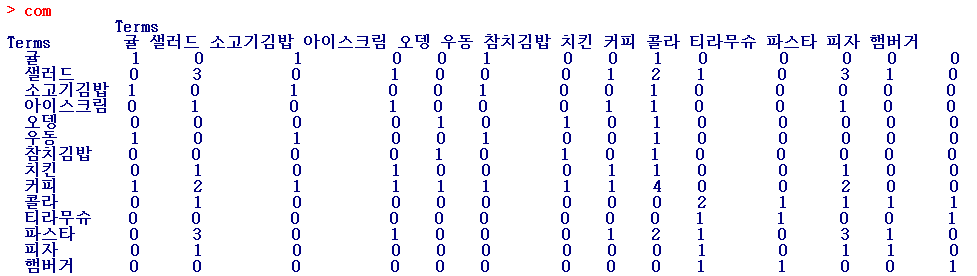 > com
Terms
Terms 귤 샐러드 소고기김밥 아이스크림 오뎅 우동 참치김밥 치킨 커피 콜라 티라무슈 파스타 피자 햄버거
귤 1 0 1 0 0 1 0 0 1 0 0 0 0 0
샐러드 0 3 0 1 0 0 0 1 2 1 0 3 1 0
소고기김밥 1 0 1 0 0 1 0 0 1 0 0 0 0 0
아이스크림 0 1 0 1 0 0 0 1 1 0 0 1 0 0
오뎅 0 0 0 0 1 0 1 0 1 0 0 0 0 0
우동 1 0 1 0 0 1 0 0 1 0 0 0 0 0
참치김밥 0 0 0 0 1 0 1 0 1 0 0 0 0 0
치킨 0 1 0 1 0 0 0 1 1 0 0 1 0 0
커피 1 2 1 1 1 1 1 1 4 0 0 2 0 0
콜라 0 1 0 0 0 0 0 0 0 2 1 1 1 1
티라무슈 0 0 0 0 0 0 0 0 0 1 1 0 0 1
파스타 0 3 0 1 0 0 0 1 2 1 0 3 1 0
피자 0 1 0 0 0 0 0 0 0 1 0 1 1 0
햄버거 0 0 0 0 0 0 0 0 0 1 1 0 0 1